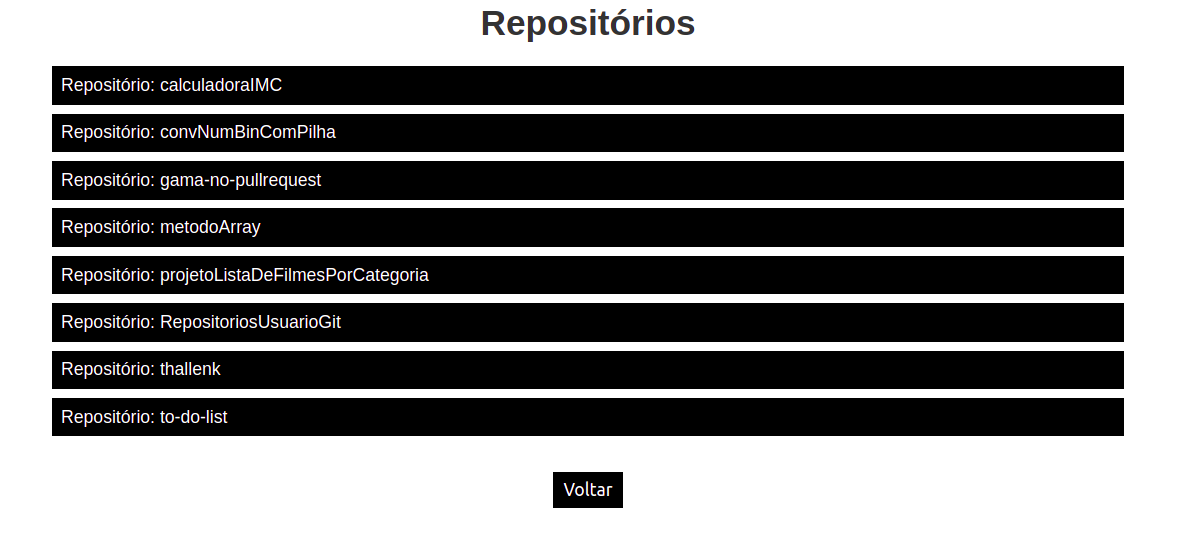 Repositórios
Repositório: calculadoraIMC
Repositório: convNumBinComPilha
Repositório: gama-no-pullrequest
Repositório: metodoArray
Repositório: projetoListaDeFilmesPorCategoria
Repositório: RepositoriosUsuarioGit
Repositório: thallenk
Repositório: to-do-list
Voltar